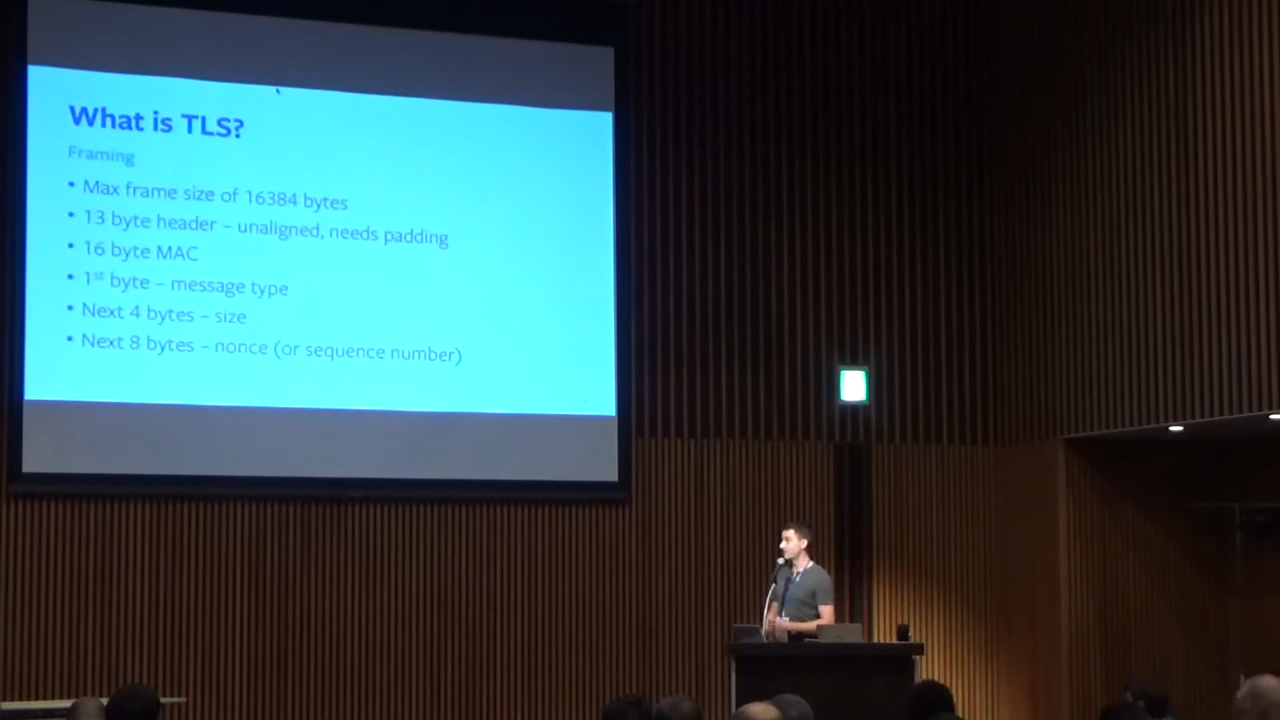 What is TLS?
Framing
• Max frame size of 16384 bytes
• 13 byte header – unaligned, needs padding
• 16 byte MAC
• 1st byte – message type
• Next 4 bytes – size
• Next 8 bytes – nonce (or sequence number)